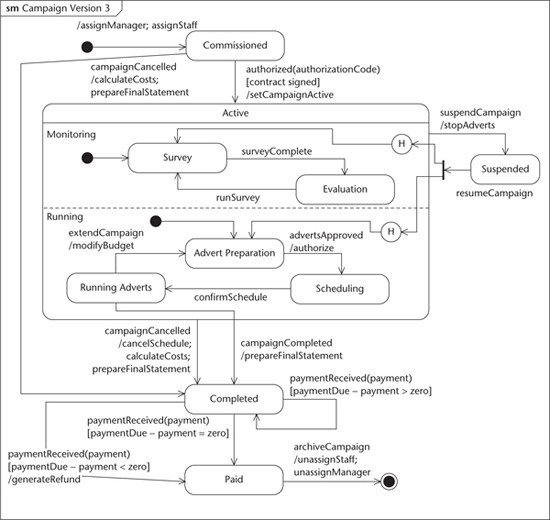 sm Campaign Version 3
/assignManager; assignStaff
Commissioned
campaignCancelled
/calculateCosts;
prepareFinalStatement
authorized(authorizationCode)
[contract signed]
/setCampaignActive
Active
suspendCampaign
/stopAdverts
Monitoring
H
Survey
surveyComplete
Suspended
Evaluation
runSurvey
resumeCampaign
Running
extendCampaign
/modifyBudget
H
advertsApproved
/authorize
Advert Preparation
Running Adverts
Scheduling
confirmSchedule
campaignCancelled
/cancelSchedule;
calculateCosts;
prepareFinalStatement
campaignCompleted
/prepareFinalStatement
paymentReceived(payment)
[paymentDue – payment > zero]
Completed
paymentReceived(payment)
[paymentDue – payment = zero]
paymentReceived(payment)
[paymentDue – payment < zero]
/generateRefund
archiveCampaign
/unassignStaff;
unassignManager
Paid